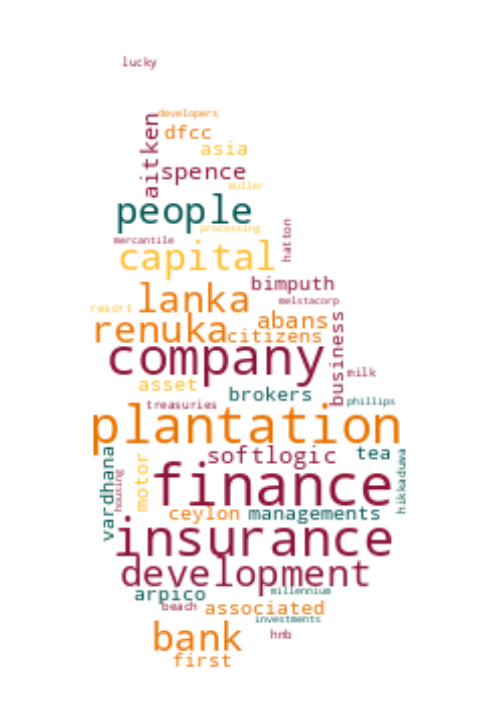 lucky
developers
aitken
dfcc
asia
spence
muller
people
processing
mercantile
hatton
capital
bimputh
lanka
melstacorp
resort
renuka
abans
citizens
business
company
milk
asset
brokers
treasuries
phillips
plantation
softlogic
tea
vardhana
housing
motor
hikkaduwa
finance
ceylon
managements
insurance
development
arpico
millennium
beach
associated
investments
bank
hnb
first